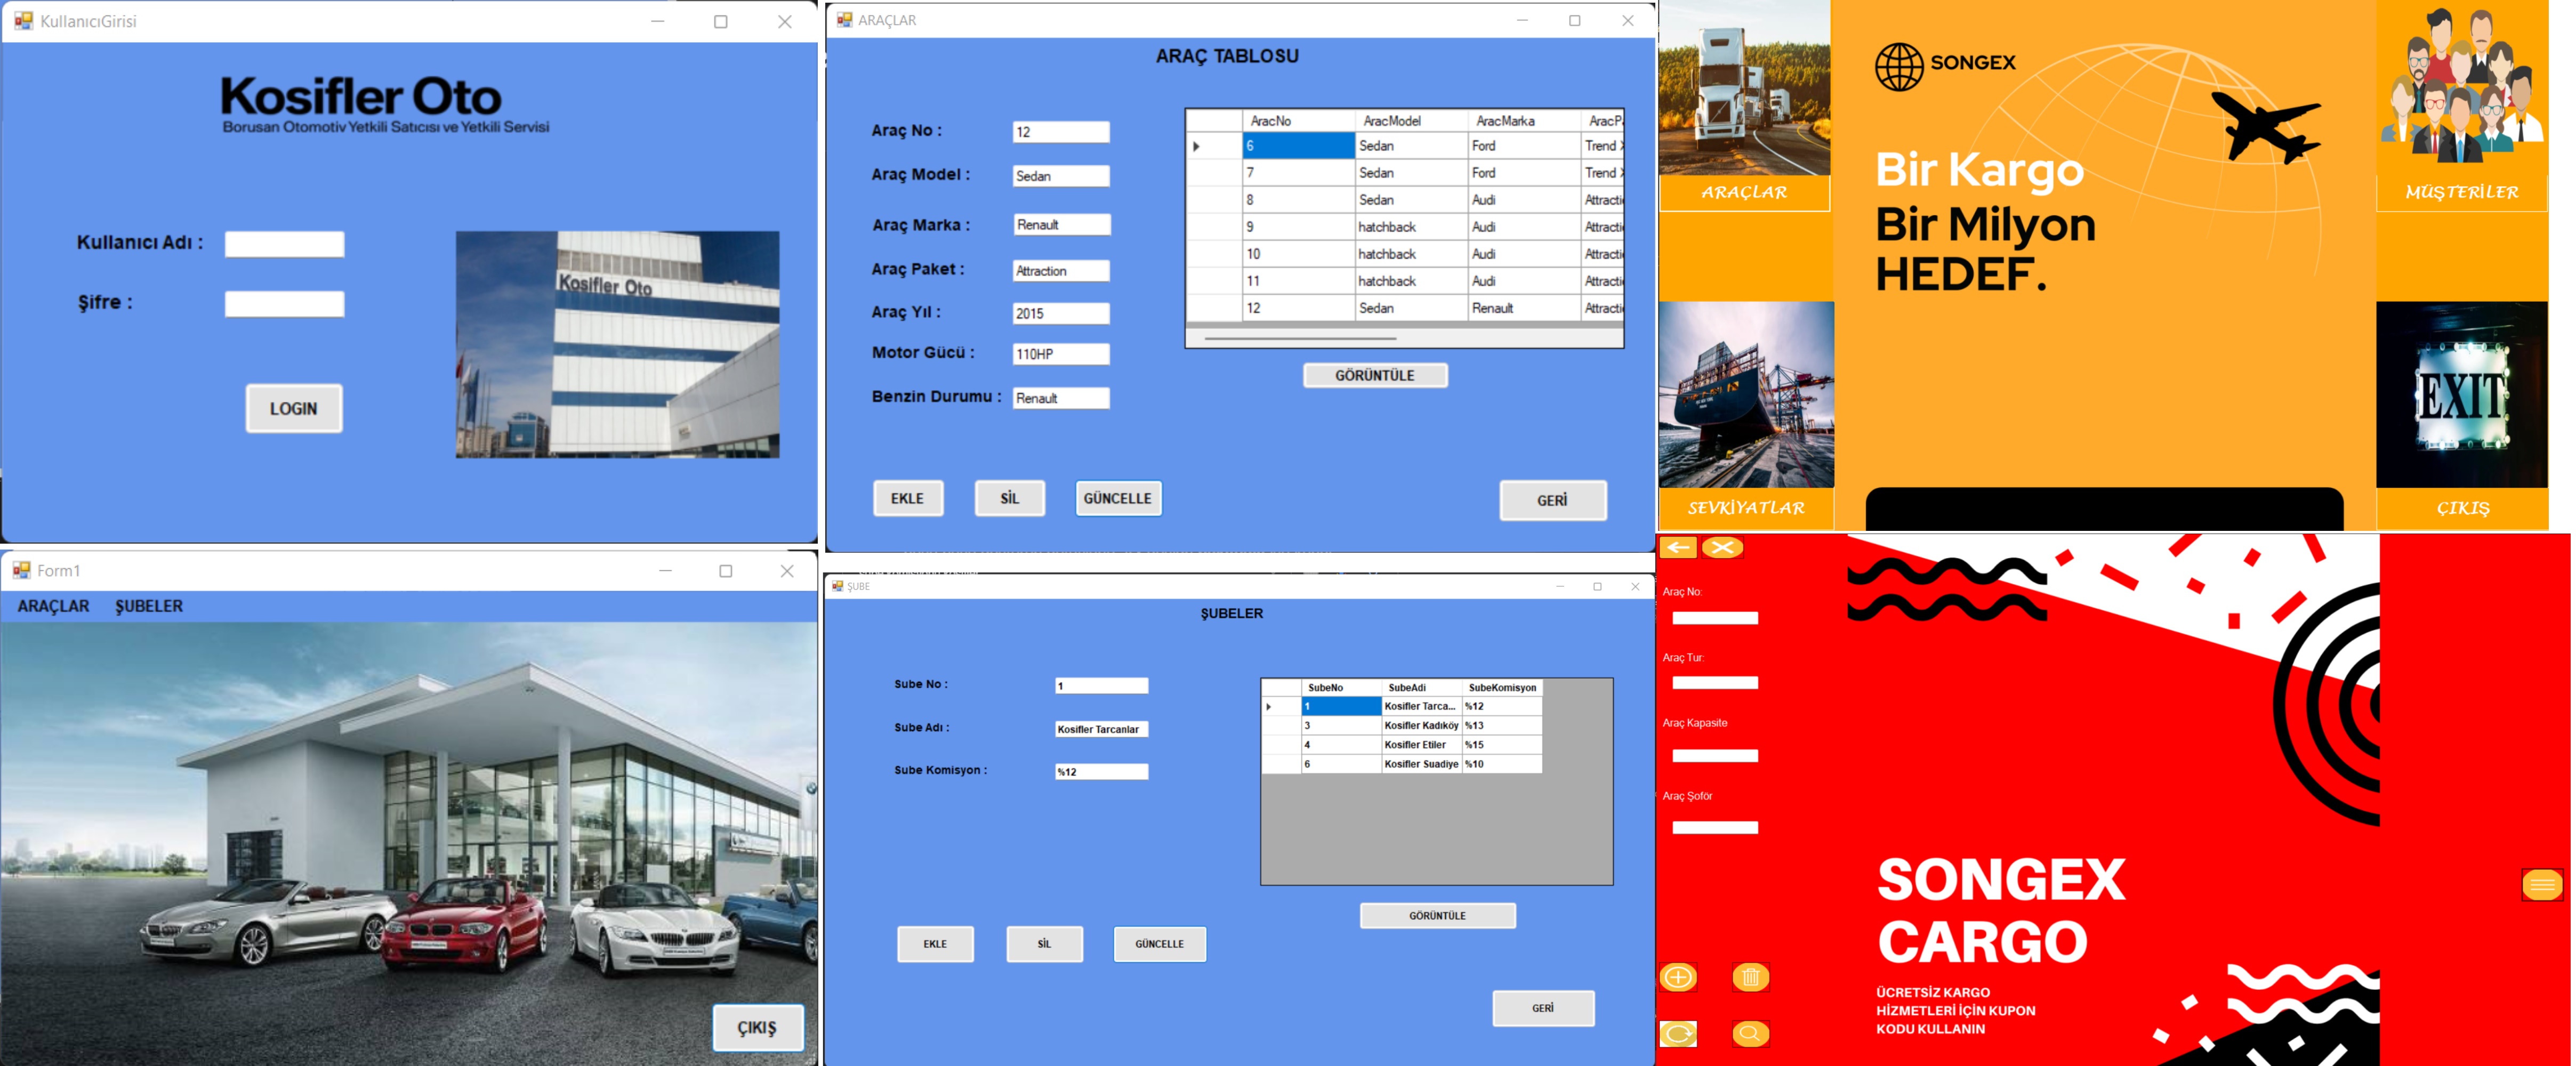 KullanıcıGirisi
Kosifler Oto
Borusan Otomotiv Yetkili Satıcısı ve Yetkili Servisi
Kullanıcı Adı :
Şifre :
Kosifler Oto
LOGIN
ARAÇLAR
ARAÇ TABLOSU
Araç No : 12
Araç Model : Sedan
Araç Marka : Renault
Araç Paket : Attraction
Araç Yıl : 2015
Motor Gücü : 110HP
Benzin Durumu : Renault
AracNo AracModel AracMarka
6 Sedan Ford Trend
7 Sedan Ford Trend
8 Sedan Audi
9 hatchback Audi
10 hatchback Audi
11 hatchback Audi
12 Sedan Renault
GÖRÜNTÜLE
EKLE SİL GÜNCELLE
GERİ
ARAÇLAR
SONGEX
Bir Kargo
Bir Milyon
HEDEF.
MÜŞTERİLER
SEVKİYATLAR
EXIT
ÇIKIŞ
Form1
ARAÇLAR ŞUBELER
ÇIKIŞ
ŞUBE
ŞUBELER
Sube No : 1
Sube Adı : Kosifler Tarcanlar
Sube Komisyon : %12
SubeNo SubeAdi SubeKomisyon
1 Kosifler Tarca... %12
3 Kosifler Kadıköy %13
4 Kosifler Etiler %15
6 Kosifler Suadiye %10
GÖRÜNTÜLE
EKLE SİL GÜNCELLE
GERİ
Araç No:
Araç Tur:
Araç Kapasite
Araç Şoför
SONGEX
CARGO
ÜCRETSİZ KARGO
HİZMETLERİ İÇİN KUPON
KODU KULLANIN